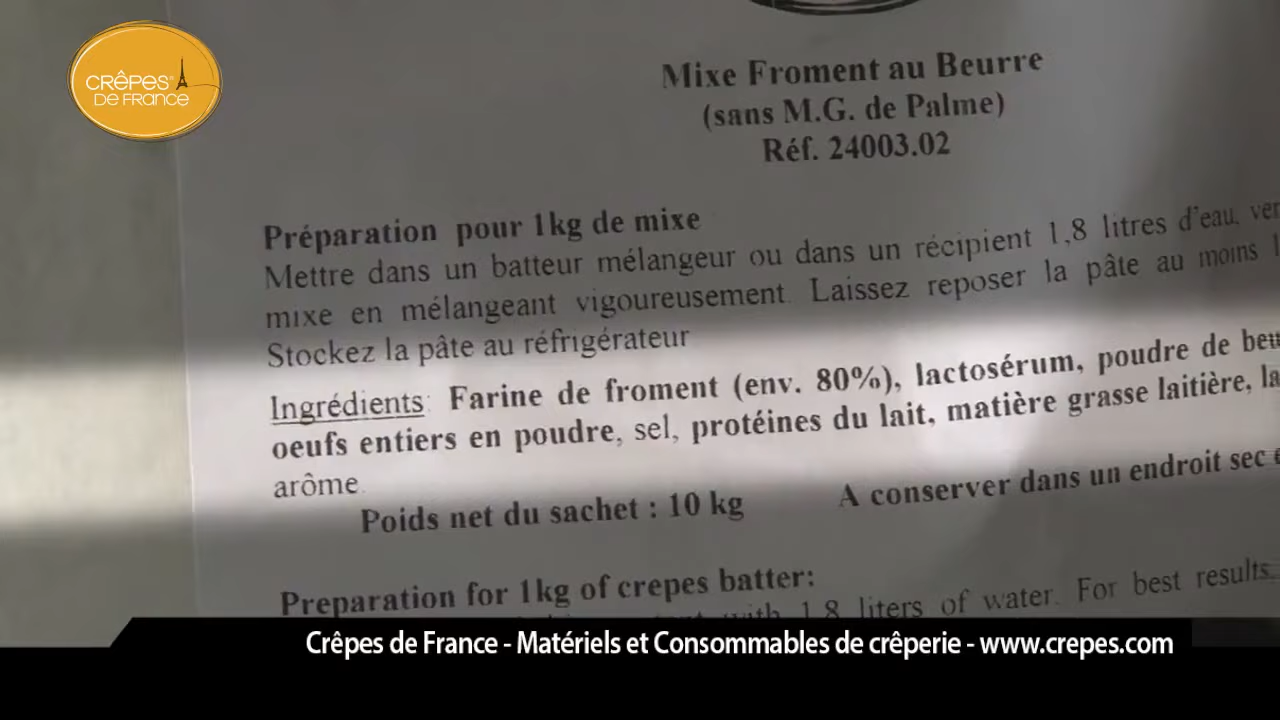 CRÊPES
DE FRANCE
Mixe Froment au Beurre
(sans M.G. de Palme)
Réf. 24003.02
Préparation pour 1kg de mixe
Mettre dans un batteur mélangeur ou dans un récipient 1,8 litres d'eau, ver
mixe en mélangeant vigoureusement. Laissez reposer la pâte au moins 1
Stockez la pâte au réfrigérateur
Ingrédients: Farine de froment (env. 80%), lactosérum, poudre de beu
oeufs entiers en poudre, sel, protéines du lait, matière grasse laitière, la
arôme.
Poids net du sachet : 10 kg A conserver dans un endroit sec e
Preparation for 1kg of crepes batter:
with 1,8 liters of water. For best results.
Crêpes de France - Matériels et Consommables de crêperie - www.crepes.com